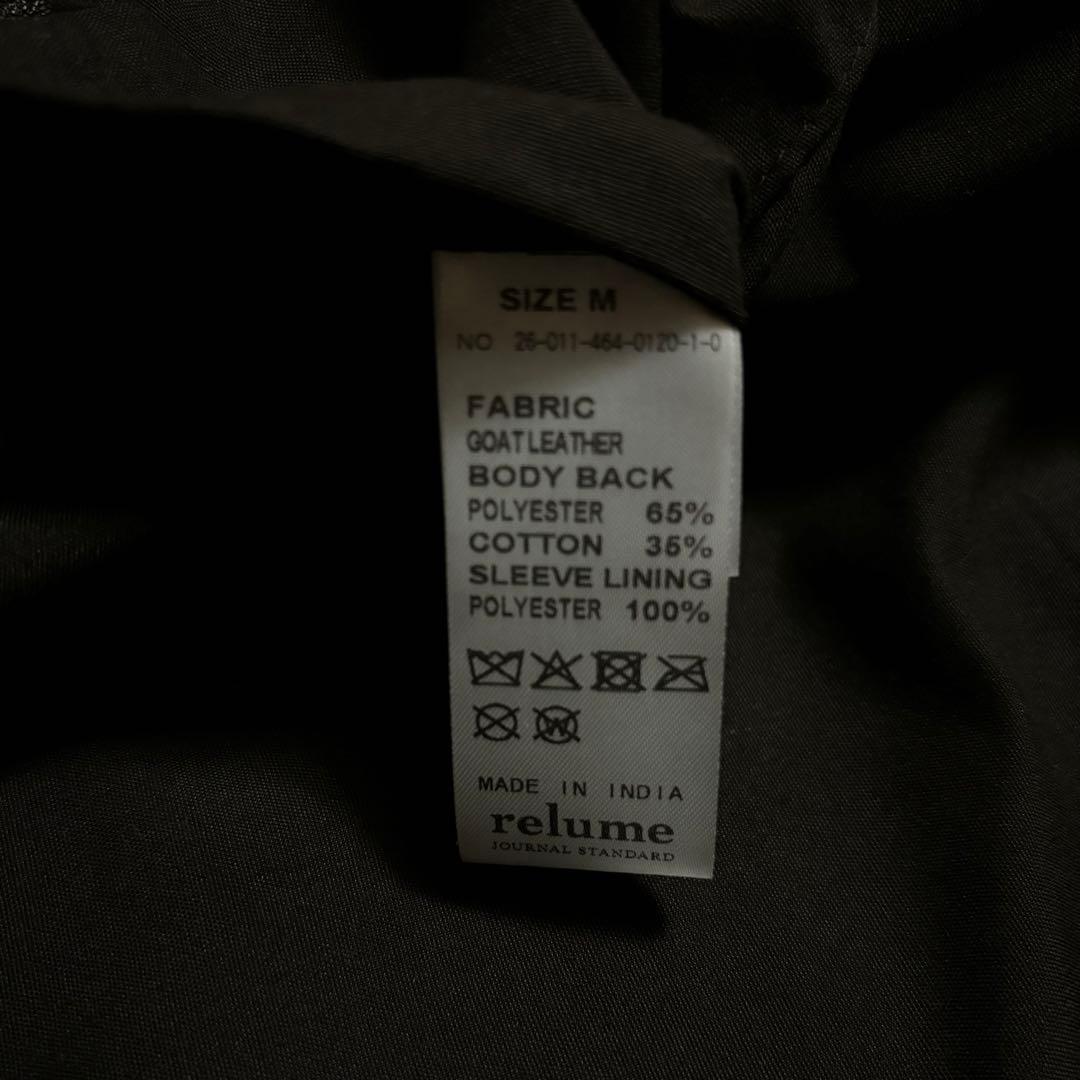 SIZE M
NO 26-011-464-0120-1-0
FABRIC
GOAT LEATHER
BODY BACK
POLYESTER 65%
COTTON 35%
SLEEVE LINING
POLYESTER 100%
W
MADE IN INDIA
relume
JOURNAL STANDARD